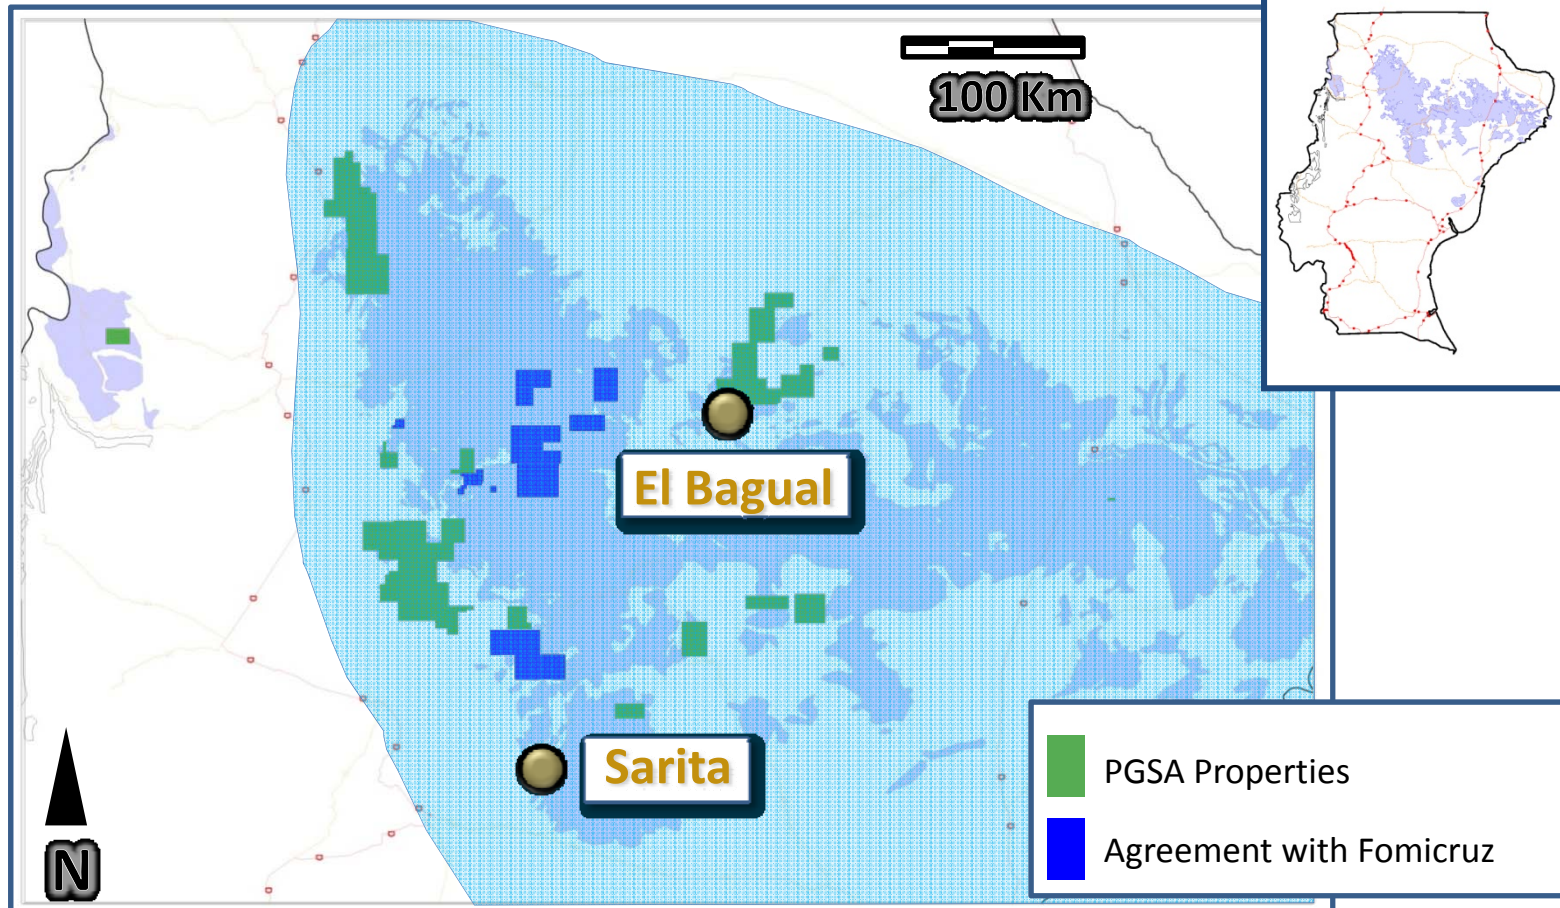 100 Km
El Bagual
Sarita
N
PGSA Properties
Agreement with Fomicruz